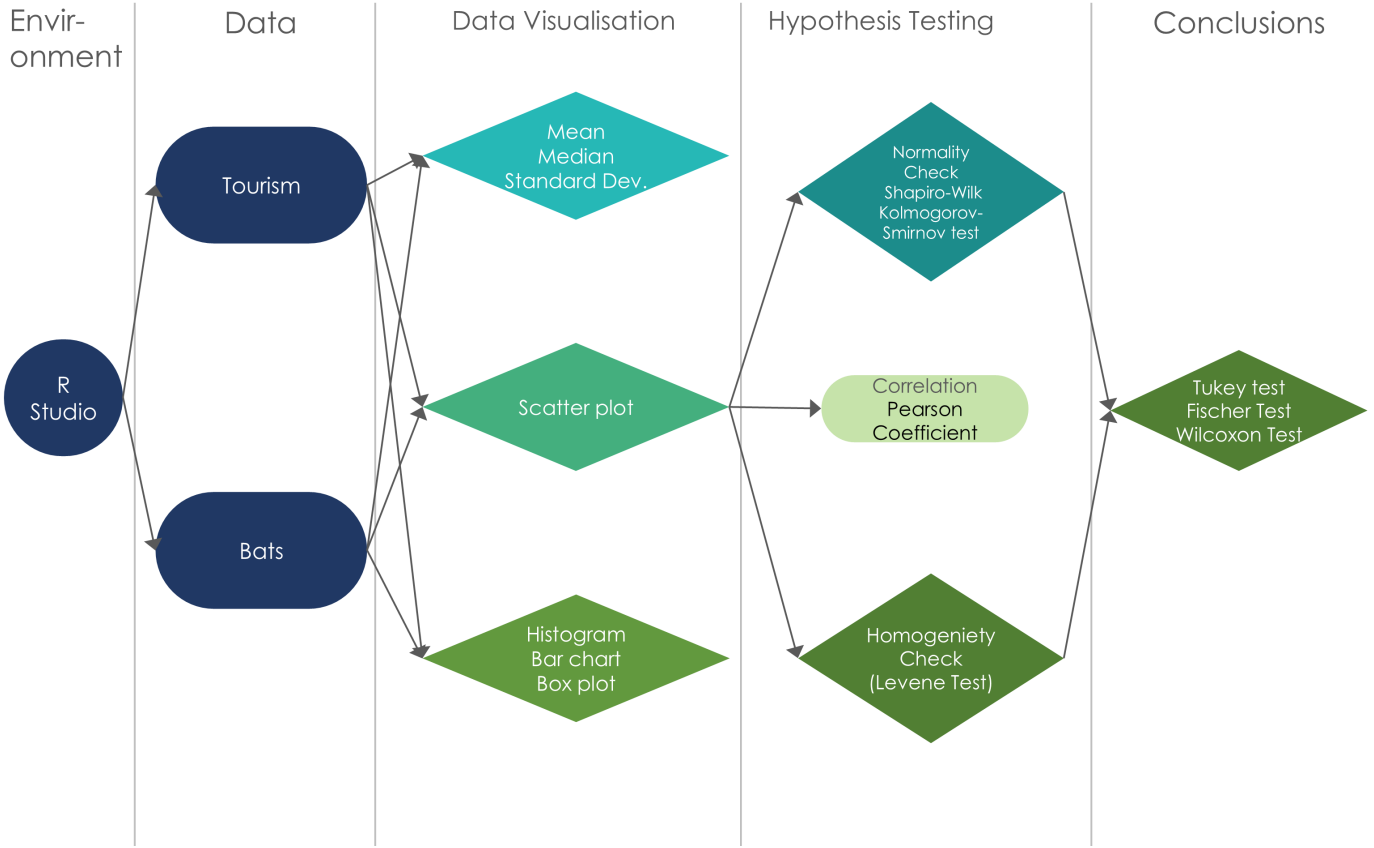 Envir-
onment
Data
Data Visualisation
Hypothesis Testing
Conclusions
R
Studio
Tourism
Bats
Mean
Median
Standard Dev.
Scatter plot
Histogram
Bar chart
Box plot
Normality
Check
Shapiro-Wilk
Kolmogorov-
Smirnov test
Correlation
Pearson
Coefficient
Homogeniety
Check
(Levene Test)
Tukey test
Fischer Test
Wilcoxon Test